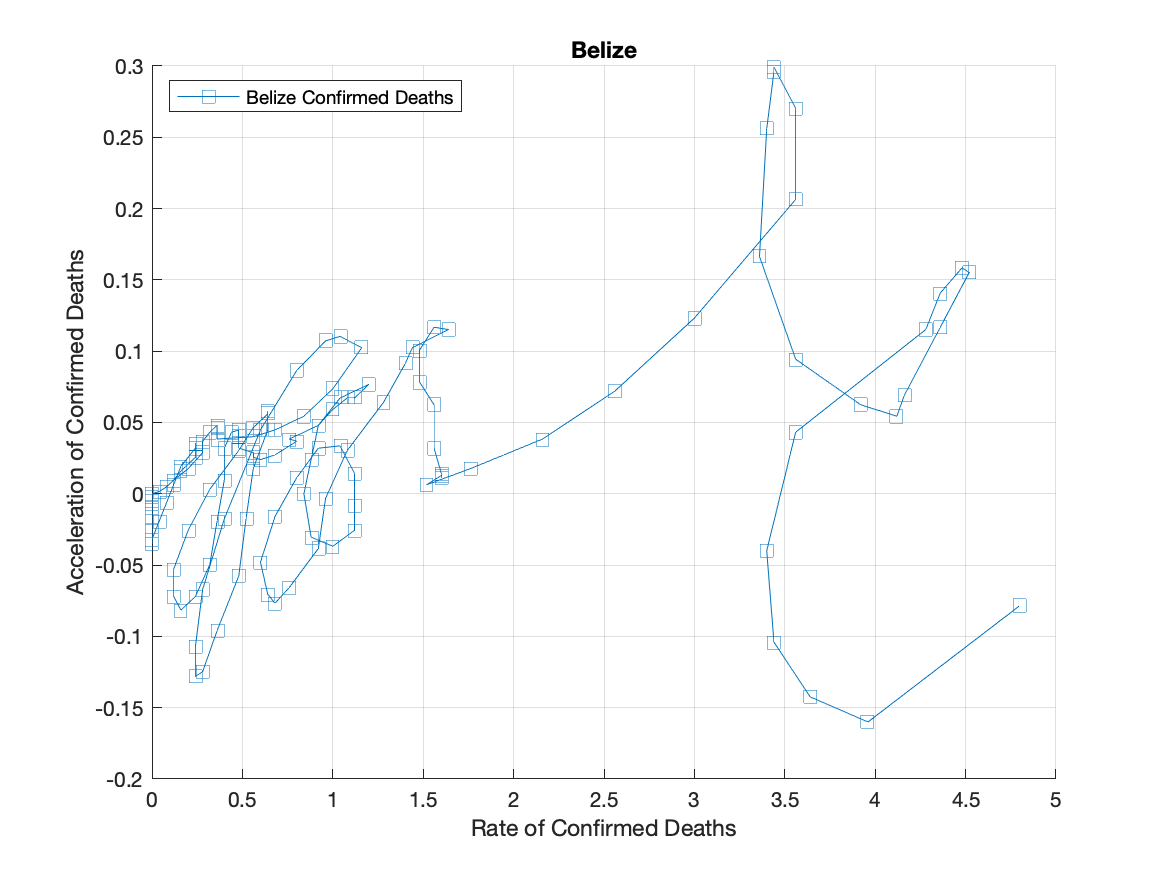 Belize
Belize Confirmed Deaths
0.3
0.25
0.2
0.15
0.1
0.05
0
-0.05
-0.1
-0.15
-0.2
Acceleration of Confirmed Deaths
0 0.5 1 1.5 2 2.5 3 3.5 4 4.5 5
Rate of Confirmed Deaths